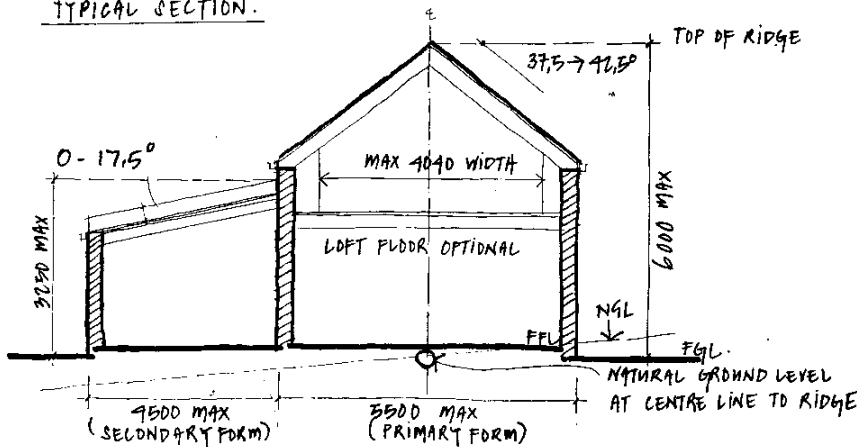 TYPICAL SECTION.
℄
TOP OF RIDGE
37,5→42,5°
0 - 17,5°
MAX 4040 WIDTH
3250 MAX
6000 MAX
LOFT FLOOR OPTIONAL
NGL
FFL
FGL.
NATURAL GROUND LEVEL
AT CENTRE LINE TO RIDGE
4500 MAX
(SECONDARY FORM)
5500 MAX
(PRIMARY FORM)